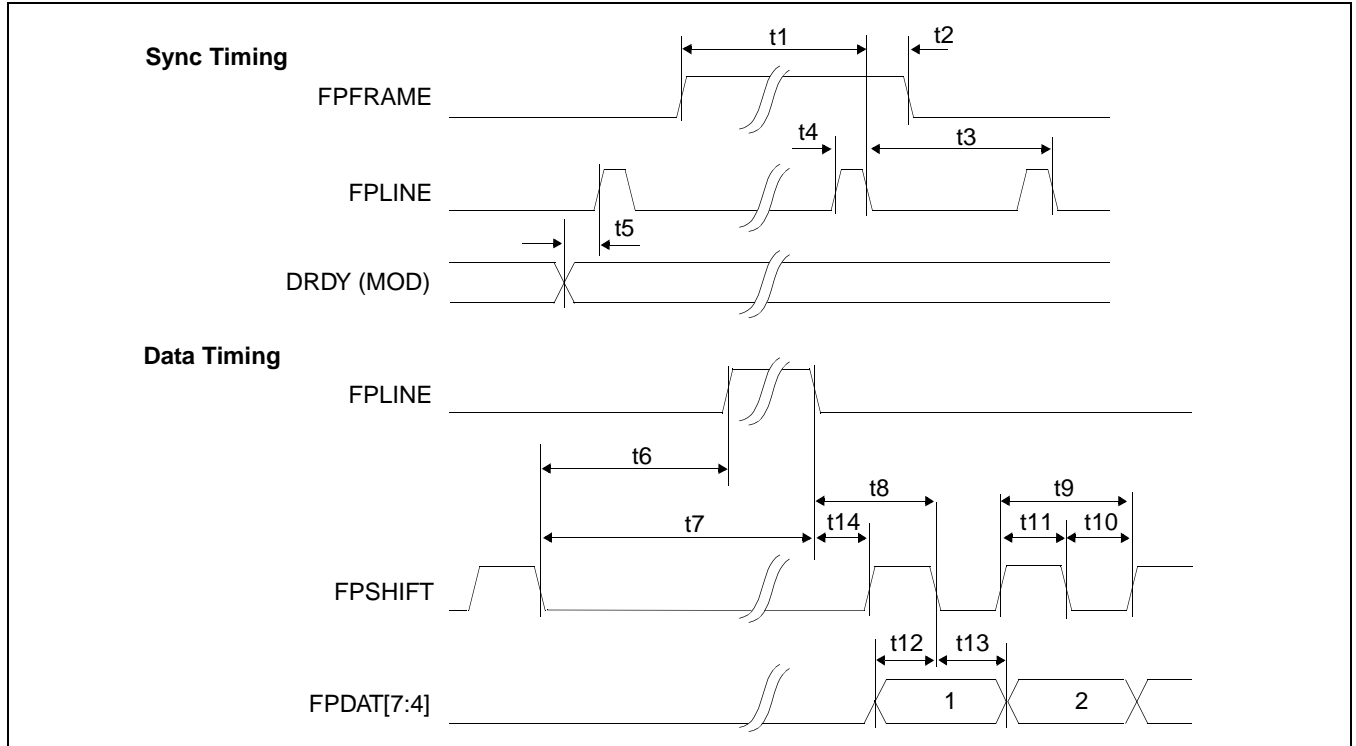 t1
t2
Sync Timing
FPFRAME
t4
t3
FPLINE
t5
DRDY (MOD)
Data Timing
FPLINE
t6
t8
t9
t7
t14
t11
t10
FPSHIFT
t12
t13
FPDAT[7:4]
1
2